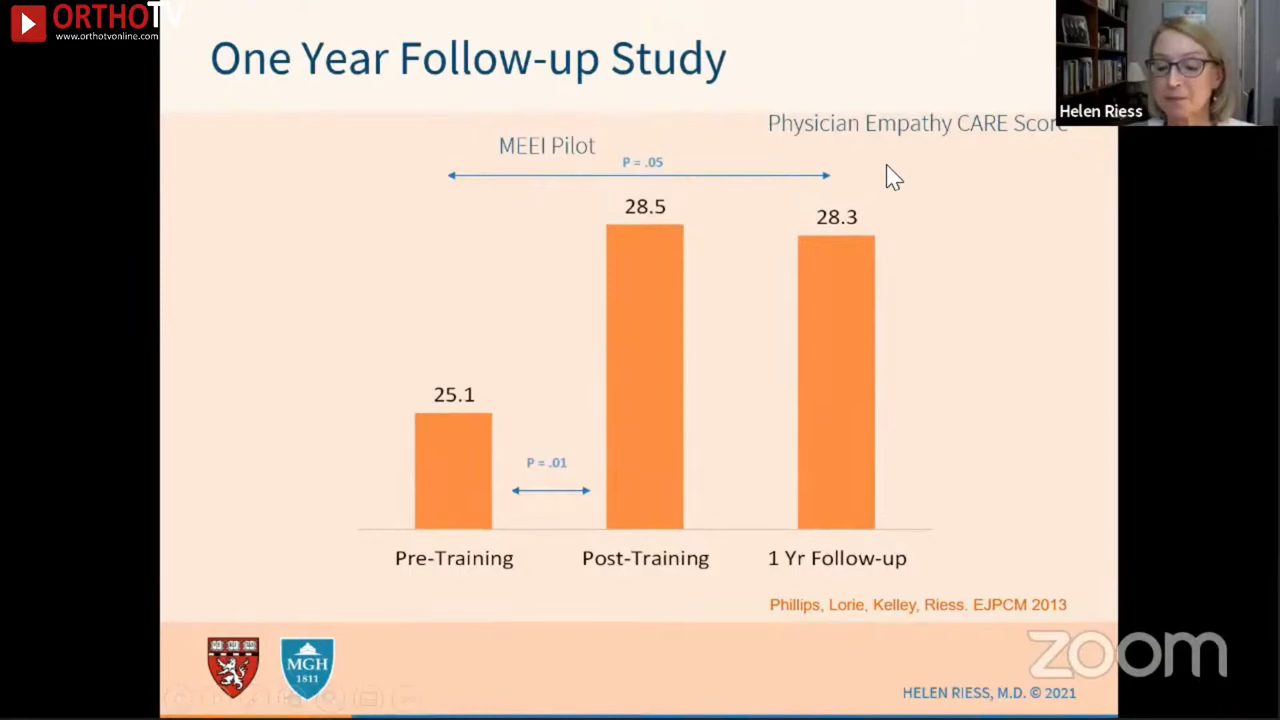 ORTHOTV
www.orthotvonline.com
One Year Follow-up Study
Helen Riess
Physician Empathy CARE Score
MEEI Pilot
P = .05
28.5
28.3
25.1
P = .01
Pre-Training
Post-Training
1 Yr Follow-up
Phillips, Lorie, Kelley, Riess. EJPCM 2013
MGH
1811
zoom
HELEN RIESS, M.D. © 2021